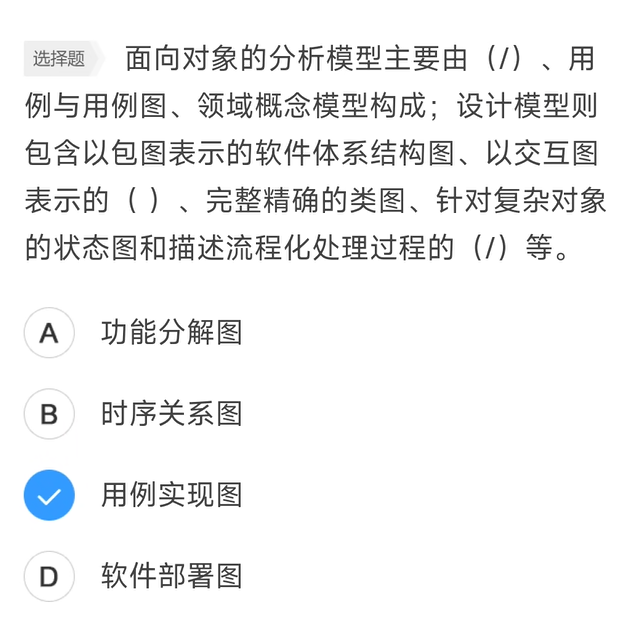 选择题 面向对象的分析模型主要由（/）、用
例与用例图、领域概念模型构成；设计模型则
包含以包图表示的软件体系结构图、以交互图
表示的（ ）、完整精确的类图、针对复杂对象
的状态图和描述流程化处理过程的（/）等。
A 功能分解图
B 时序关系图
用例实现图
D 软件部署图